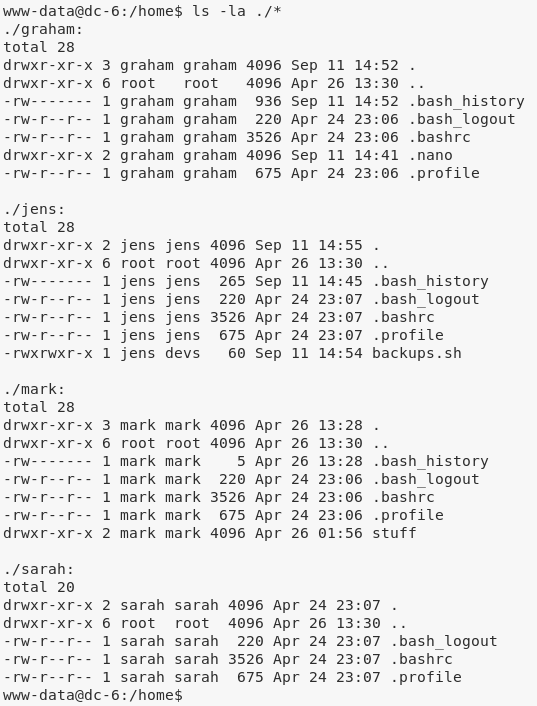 www-data@dc-6:/home$ ls -la ./*
./graham:
total 28
drwxr-xr-x 3 graham graham 4096 Sep 11 14:52 .
drwxr-xr-x 6 root   root   4096 Apr 26 13:30 ..
-rw------- 1 graham graham  936 Sep 11 14:52 .bash_history
-rw-r--r-- 1 graham graham  220 Apr 24 23:06 .bash_logout
-rw-r--r-- 1 graham graham 3526 Apr 24 23:06 .bashrc
drwxr-xr-x 2 graham graham 4096 Sep 11 14:41 .nano
-rw-r--r-- 1 graham graham  675 Apr 24 23:06 .profile

./jens:
total 28
drwxr-xr-x 2 jens jens 4096 Sep 11 14:55 .
drwxr-xr-x 6 root root 4096 Apr 26 13:30 ..
-rw------- 1 jens jens  265 Sep 11 14:45 .bash_history
-rw-r--r-- 1 jens jens  220 Apr 24 23:07 .bash_logout
-rw-r--r-- 1 jens jens 3526 Apr 24 23:07 .bashrc
-rw-r--r-- 1 jens jens  675 Apr 24 23:07 .profile
-rwxrwxr-x 1 jens devs   60 Sep 11 14:54 backups.sh

./mark:
total 28
drwxr-xr-x 3 mark mark 4096 Apr 26 13:28 .
drwxr-xr-x 6 root root 4096 Apr 26 13:30 ..
-rw------- 1 mark mark    5 Apr 26 13:28 .bash_history
-rw-r--r-- 1 mark mark  220 Apr 24 23:06 .bash_logout
-rw-r--r-- 1 mark mark 3526 Apr 24 23:06 .bashrc
-rw-r--r-- 1 mark mark  675 Apr 24 23:06 .profile
drwxr-xr-x 2 mark mark 4096 Apr 26 01:56 stuff

./sarah:
total 20
drwxr-xr-x 2 sarah sarah 4096 Apr 24 23:07 .
drwxr-xr-x 6 root  root  4096 Apr 26 13:30 ..
-rw-r--r-- 1 sarah sarah  220 Apr 24 23:07 .bash_logout
-rw-r--r-- 1 sarah sarah 3526 Apr 24 23:07 .bashrc
-rw-r--r-- 1 sarah sarah  675 Apr 24 23:07 .profile
www-data@dc-6:/home$